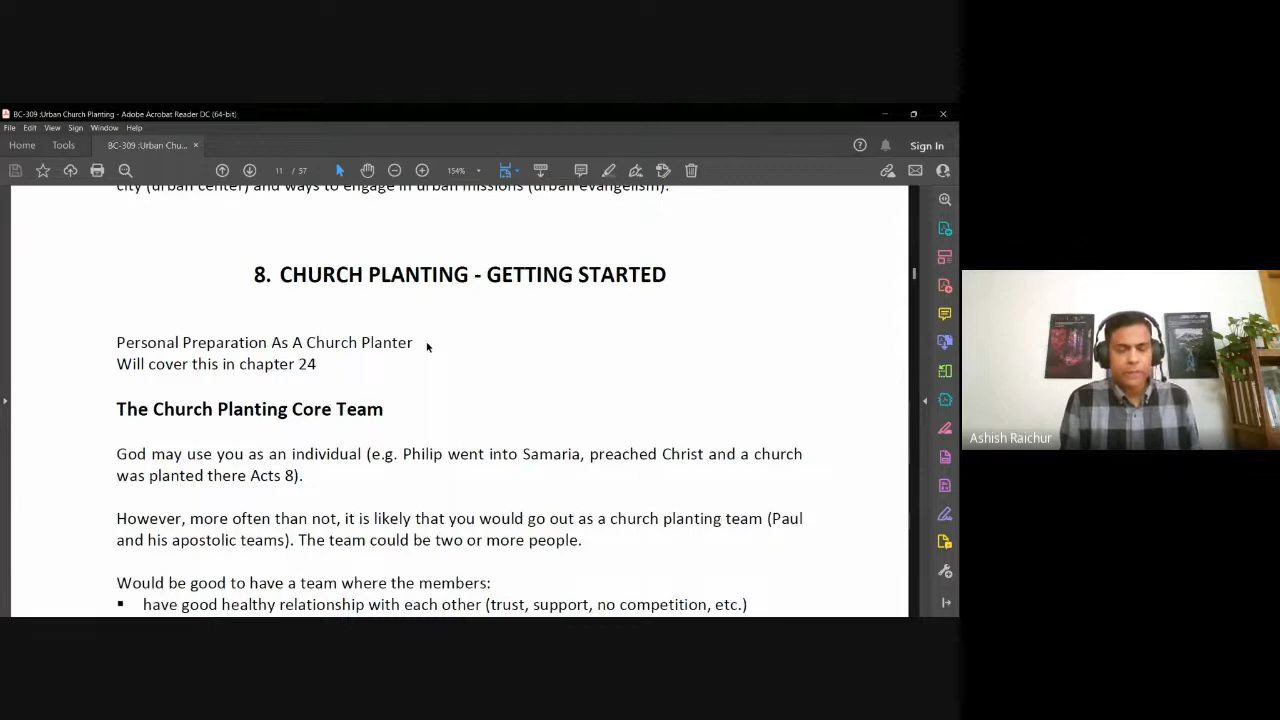 BC-309 :Urban Church Planting - Adobe Acrobat Reader DC (64-bit)
File Edit View Sign Window Help
Home Tools BC-309 :Urban Chu... × Sign In
11 / 57 154%
city (urban center) and ways to engage in urban missions (urban evangelism).
8. CHURCH PLANTING - GETTING STARTED
Personal Preparation As A Church Planter
Will cover this in chapter 24
The Church Planting Core Team
God may use you as an individual (e.g. Philip went into Samaria, preached Christ and a church
was planted there Acts 8).
However, more often than not, it is likely that you would go out as a church planting team (Paul
and his apostolic teams). The team could be two or more people.
Would be good to have a team where the members:
▪ have good healthy relationship with each other (trust, support, no competition, etc.)
Ashish Raichur